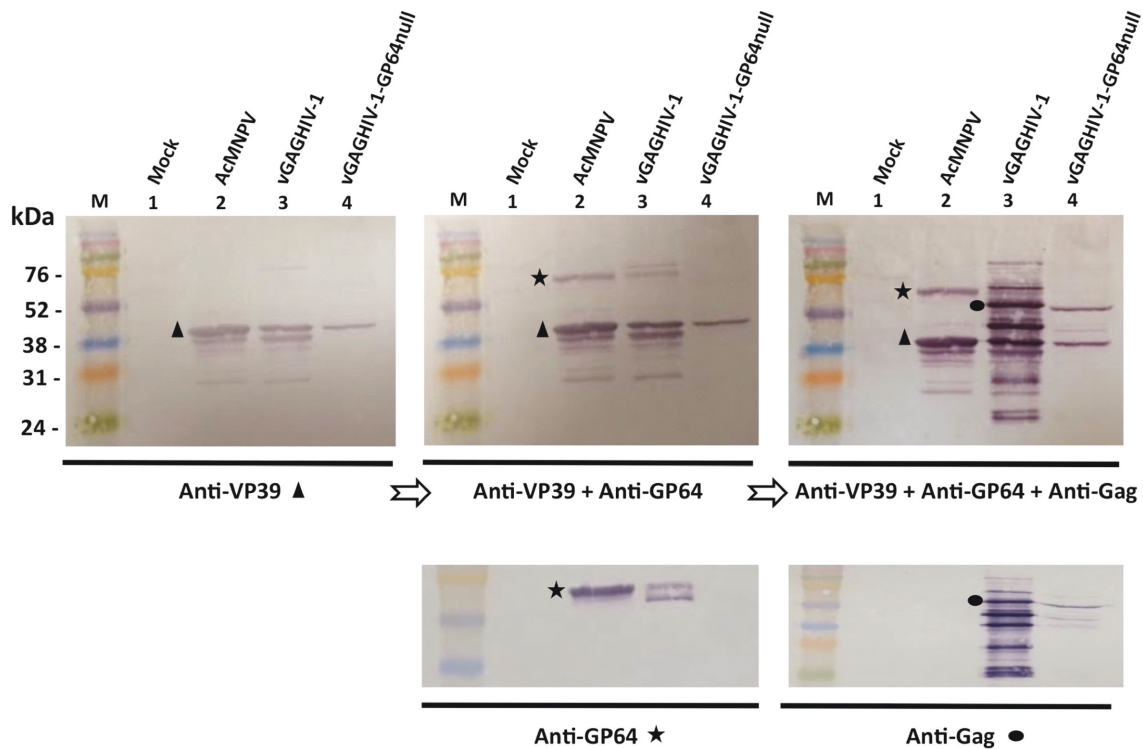 Mock
AcMNPV
vGAGHIV-1
vGAGHIV-1-GP64null
Mock
AcMNPV
vGAGHIV-1
vGAGHIV-1-GP64null
Mock
AcMNPV
vGAGHIV-1
vGAGHIV-1-GP64null
kDa
M 1 2 3 4
M 1 2 3 4
M 1 2 3 4
76 -
52 -
38 -
31 -
24 -
Anti-VP39 ▲
Anti-VP39 + Anti-GP64
Anti-VP39 + Anti-GP64 + Anti-Gag
Anti-GP64 ★
Anti-Gag ●